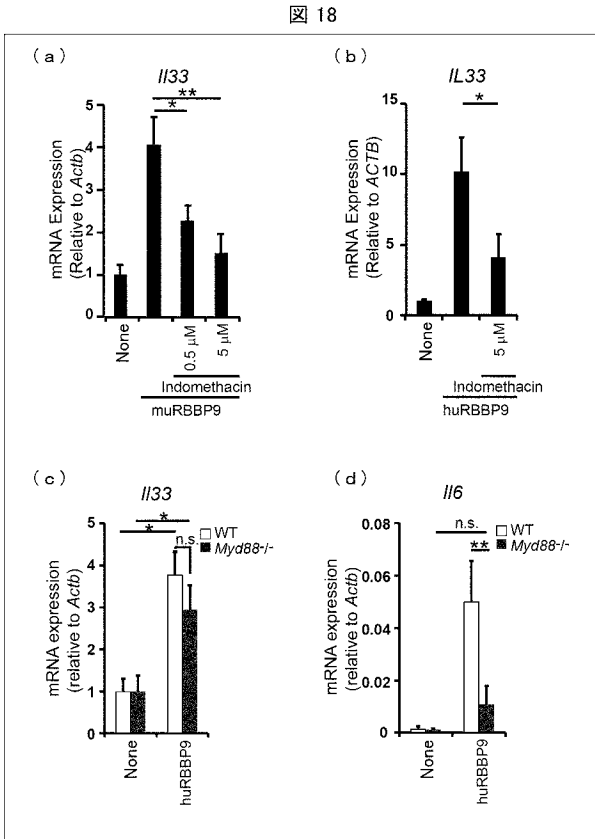 図 18
(a)
Il33
mRNA Expression
(Relative to Actb)
5
4
3
2
1
0
*
**
None
0.5 μM
5 μM
Indomethacin
muRBBP9
(b)
IL33
mRNA Expression
(Relative to ACTB)
15
10
5
0
*
None
5 μM
Indomethacin
huRBBP9
(c)
Il33
mRNA expression
(relative to Actb)
5
4
3
2
1
0
*
*
n.s.
WT
Myd88-/-
None
huRBBP9
(d)
Il6
mRNA expression
(relative to Actb)
0.08
0.06
0.04
0.02
0
n.s.
**
WT
Myd88-/-
None
huRBBP9